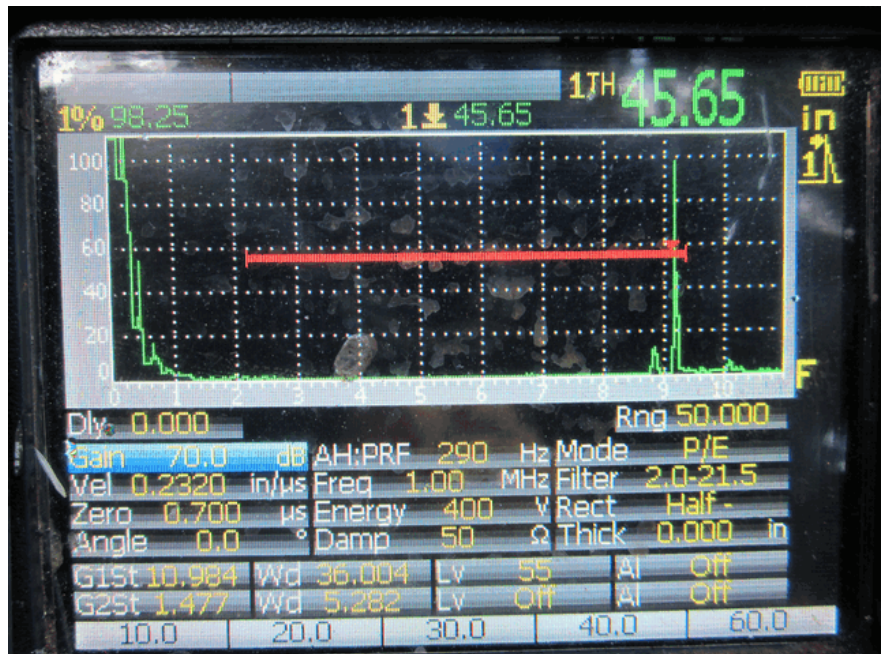 1TH 45.65
1% 98.25 1 45.65 in
1
100
80
60
40
20
0
0 1 2 3 4 5 6 7 8 9 10
F
Dly 0.000 Rng 50.000
Gain 70.0 dB AH:PRF 290 Hz Mode P/E
Vel 0.2320 in/µs Freq 1.00 MHz Filter 2.0-21.5
Zero 0.700 µs Energy 400 V Rect Half -
Angle 0.0 ° Damp 50 Ω Thick 0.000 in
G1St 10.984 Wd 36.004 Lv 55 Al Off
G2St 1.477 Wd 5.282 Lv Off Al Off
10.0 20.0 30.0 40.0 60.0